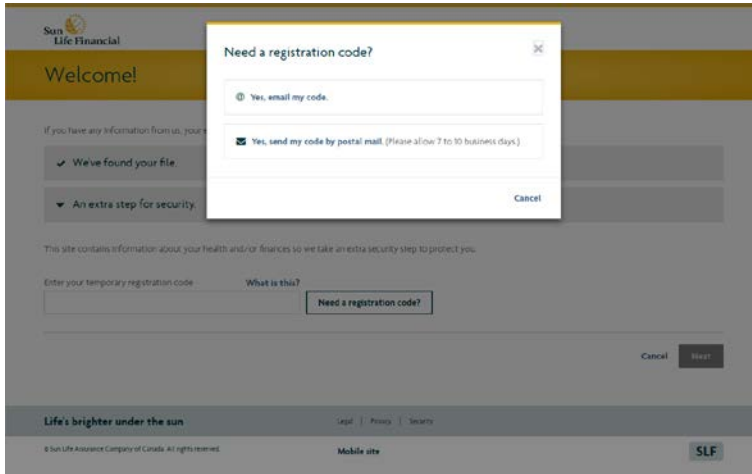 Sun
Life Financial
Need a registration code?
Welcome!
@ Yes, email my code.
If you have any information from us, your
Yes, send my code by postal mail. (Please allow 7 to 10 business days.)
We've found your file.
An extra step for security.
Cancel
This site contains information about your health and/or finances so we take an extra security step to protect you.
Enter your temporary registration code
What is this?
Need a registration code?
Cancel
Next
Life's brighter under the sun
Legal | Privacy | Security
© Sun Life Assurance Company of Canada. All rights reserved.
Mobile site
SLF